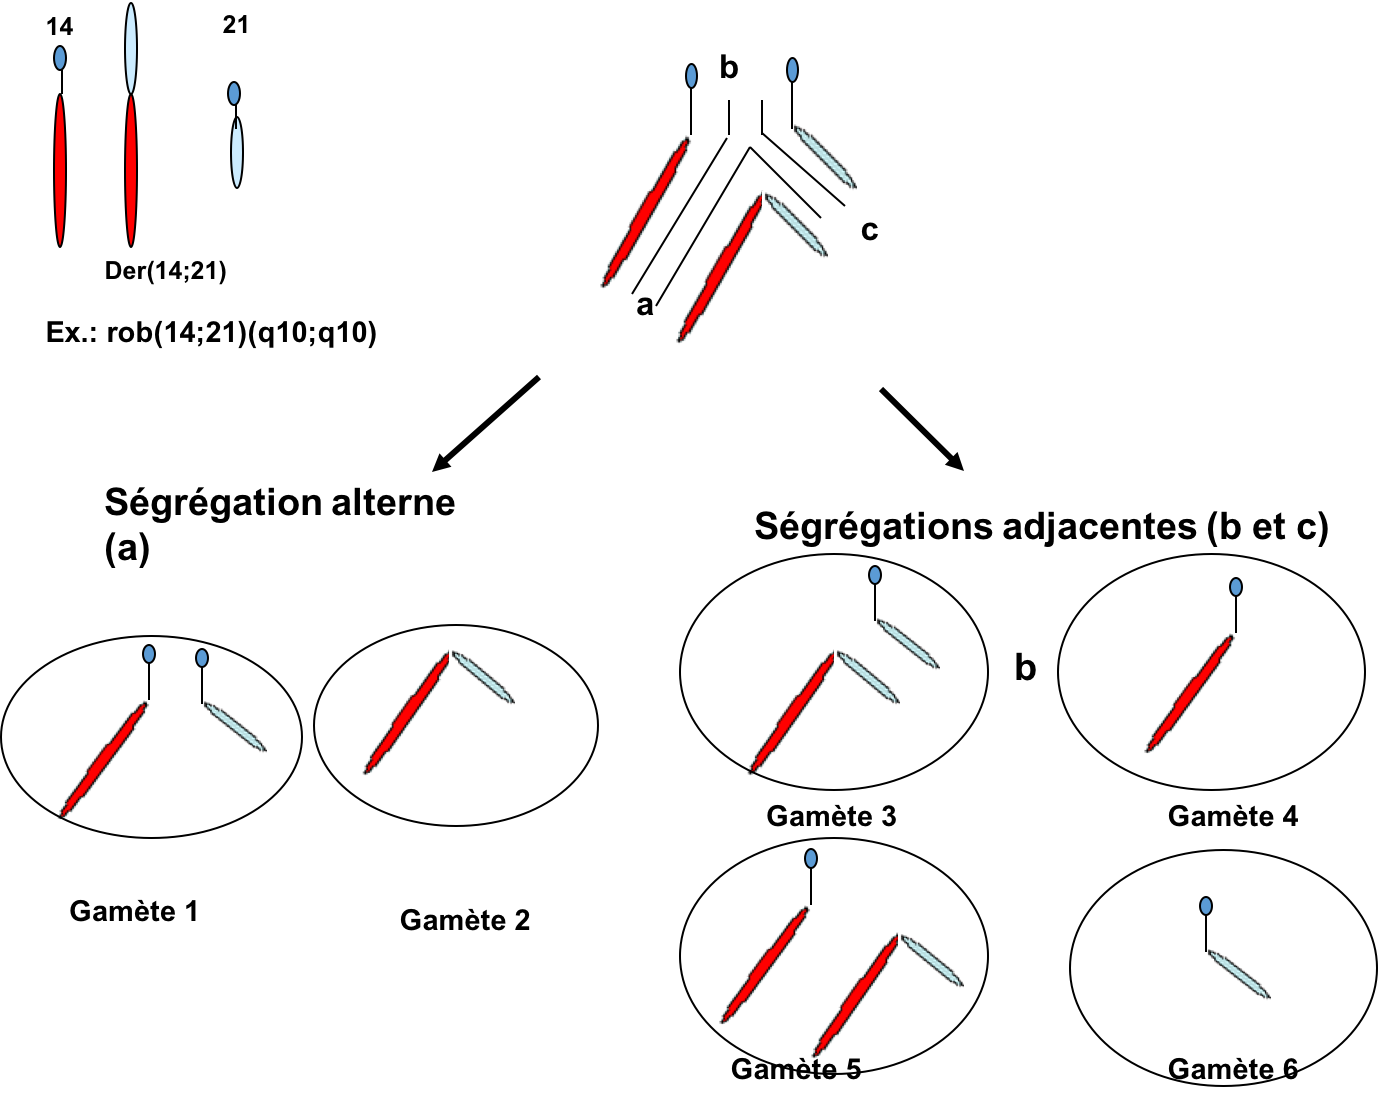 14
21
Der(14;21)
Ex.: rob(14;21)(q10;q10)
b
c
a
Ségrégation alterne
(a)
Ségrégations adjacentes (b et c)
b
Gamète 1
Gamète 2
Gamète 3
Gamète 4
Gamète 5
Gamète 6